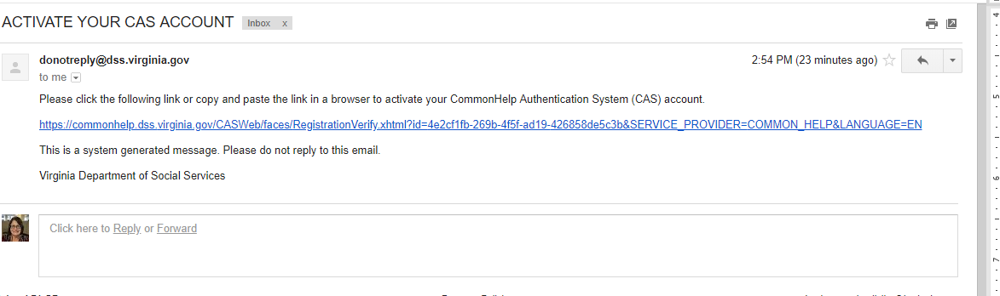 ACTIVATE YOUR CAS ACCOUNT Inbox x
donotreply@dss.virginia.gov 2:54 PM (23 minutes ago)
to me
Please click the following link or copy and paste the link in a browser to activate your CommonHelp Authentication System (CAS) account.
https://commonhelp.dss.virginia.gov/CASWeb/faces/RegistrationVerify.xhtml?id=4e2cf1fb-269b-4f5f-ad19-426858de5c3b&SERVICE_PROVIDER=COMMON_HELP&LANGUAGE=EN
This is a system generated message. Please do not reply to this email.
Virginia Department of Social Services
Click here to Reply or Forward
4
5
6
7